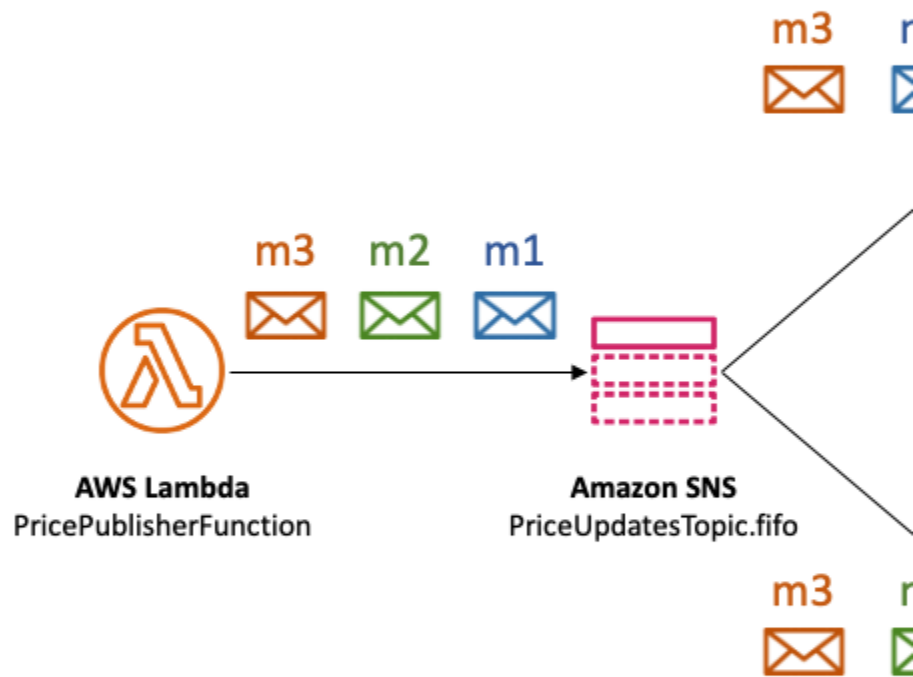 m3
m3 m2 m1
AWS Lambda
PricePublisherFunction
Amazon SNS
PriceUpdatesTopic.fifo
m3